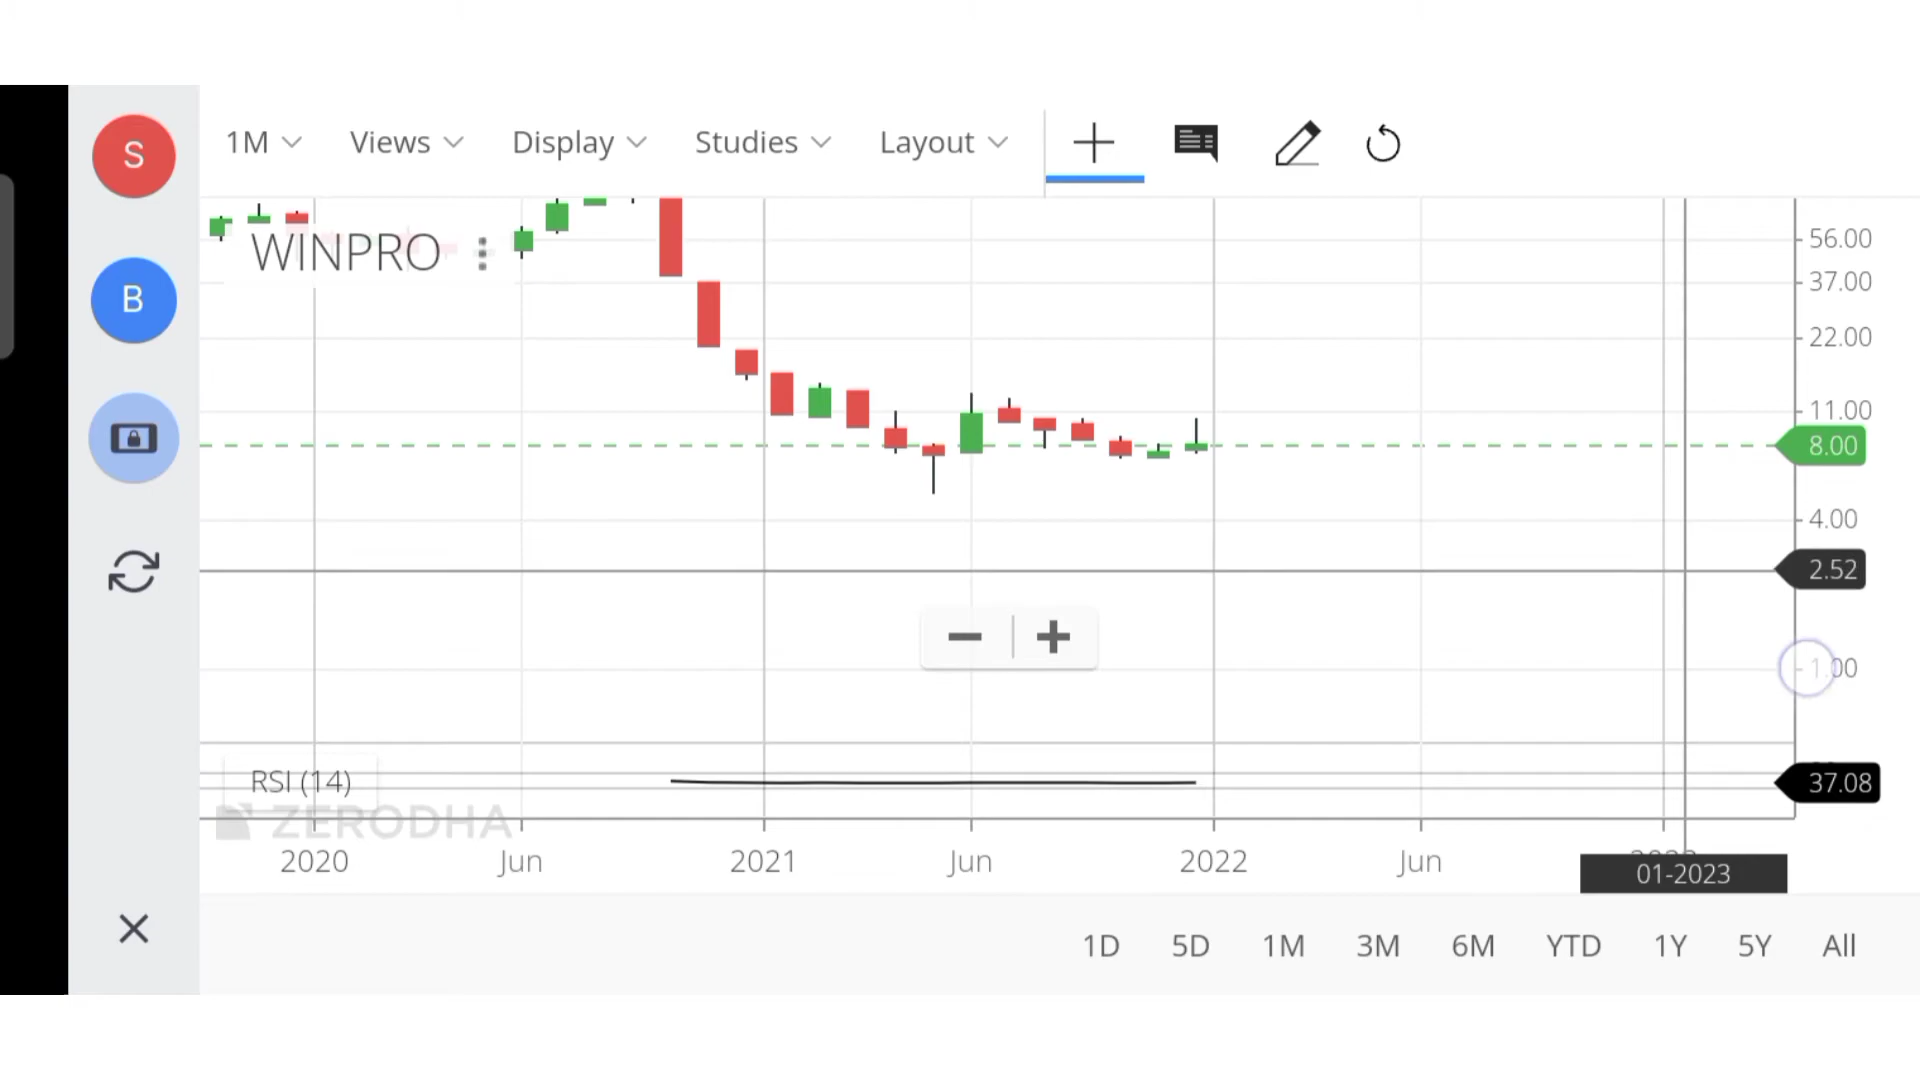 S
B
1M Views Display Studies Layout
WINPRO
56.00
37.00
22.00
11.00
8.00
4.00
2.52
1.00
RSI (14)
37.08
ZERODHA
2020 Jun 2021 Jun 2022 Jun
01-2023
1D 5D 1M 3M 6M YTD 1Y 5Y All